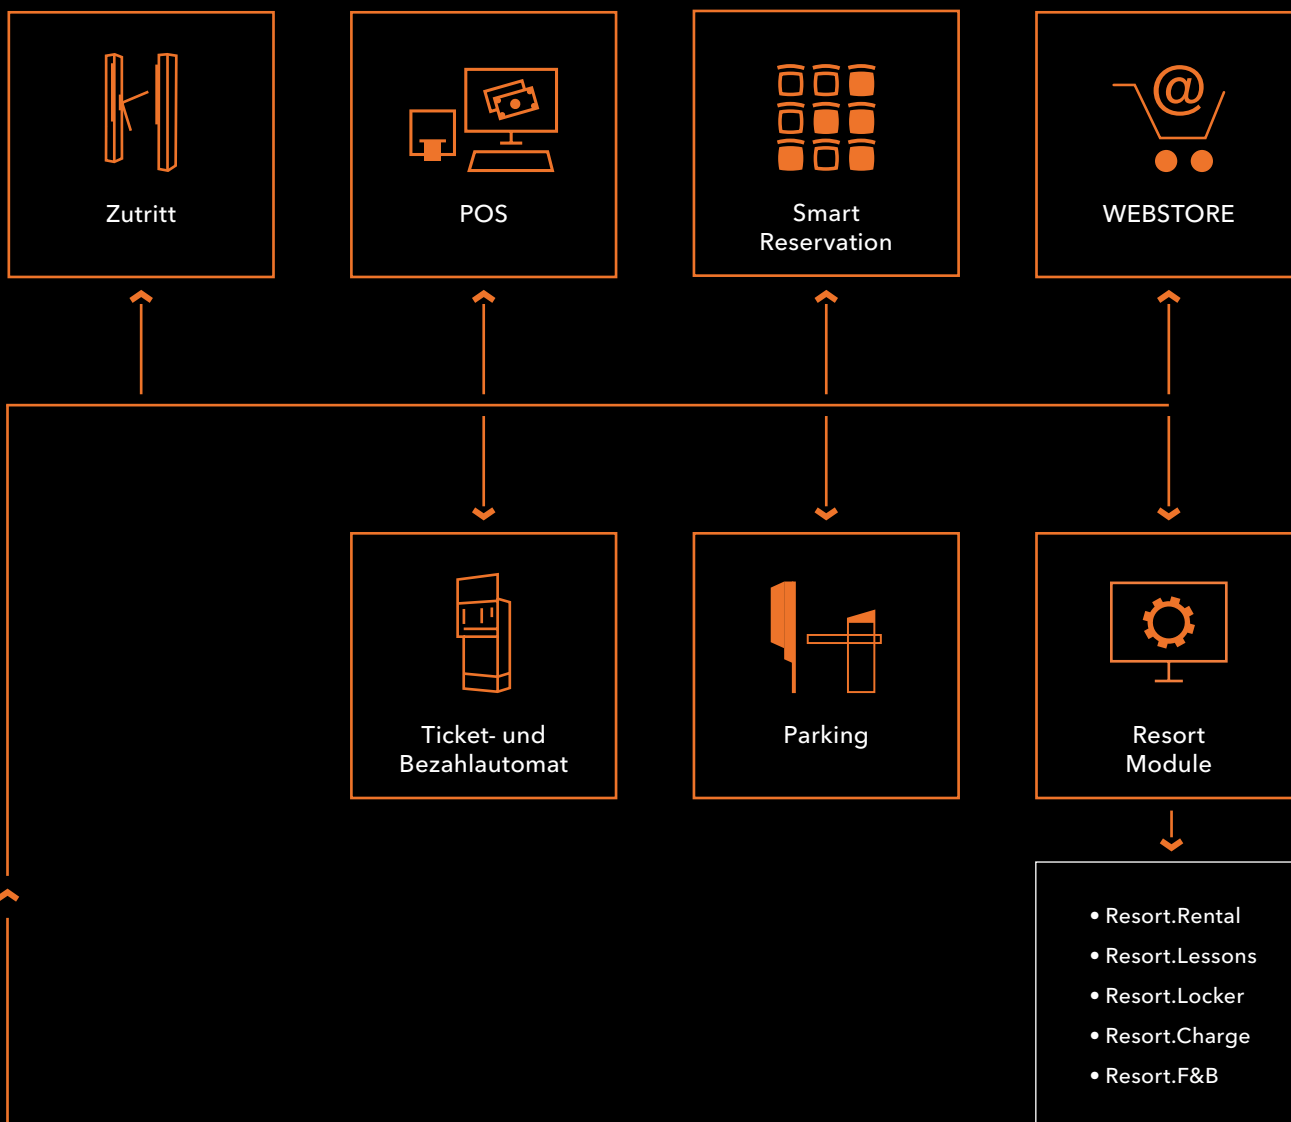 Zutritt
POS
Smart
Reservation
@
WEBSTORE
Ticket- und
Bezahlautomat
Parking
Resort
Module
• Resort.Rental
• Resort.Lessons
• Resort.Locker
• Resort.Charge
• Resort.F&B